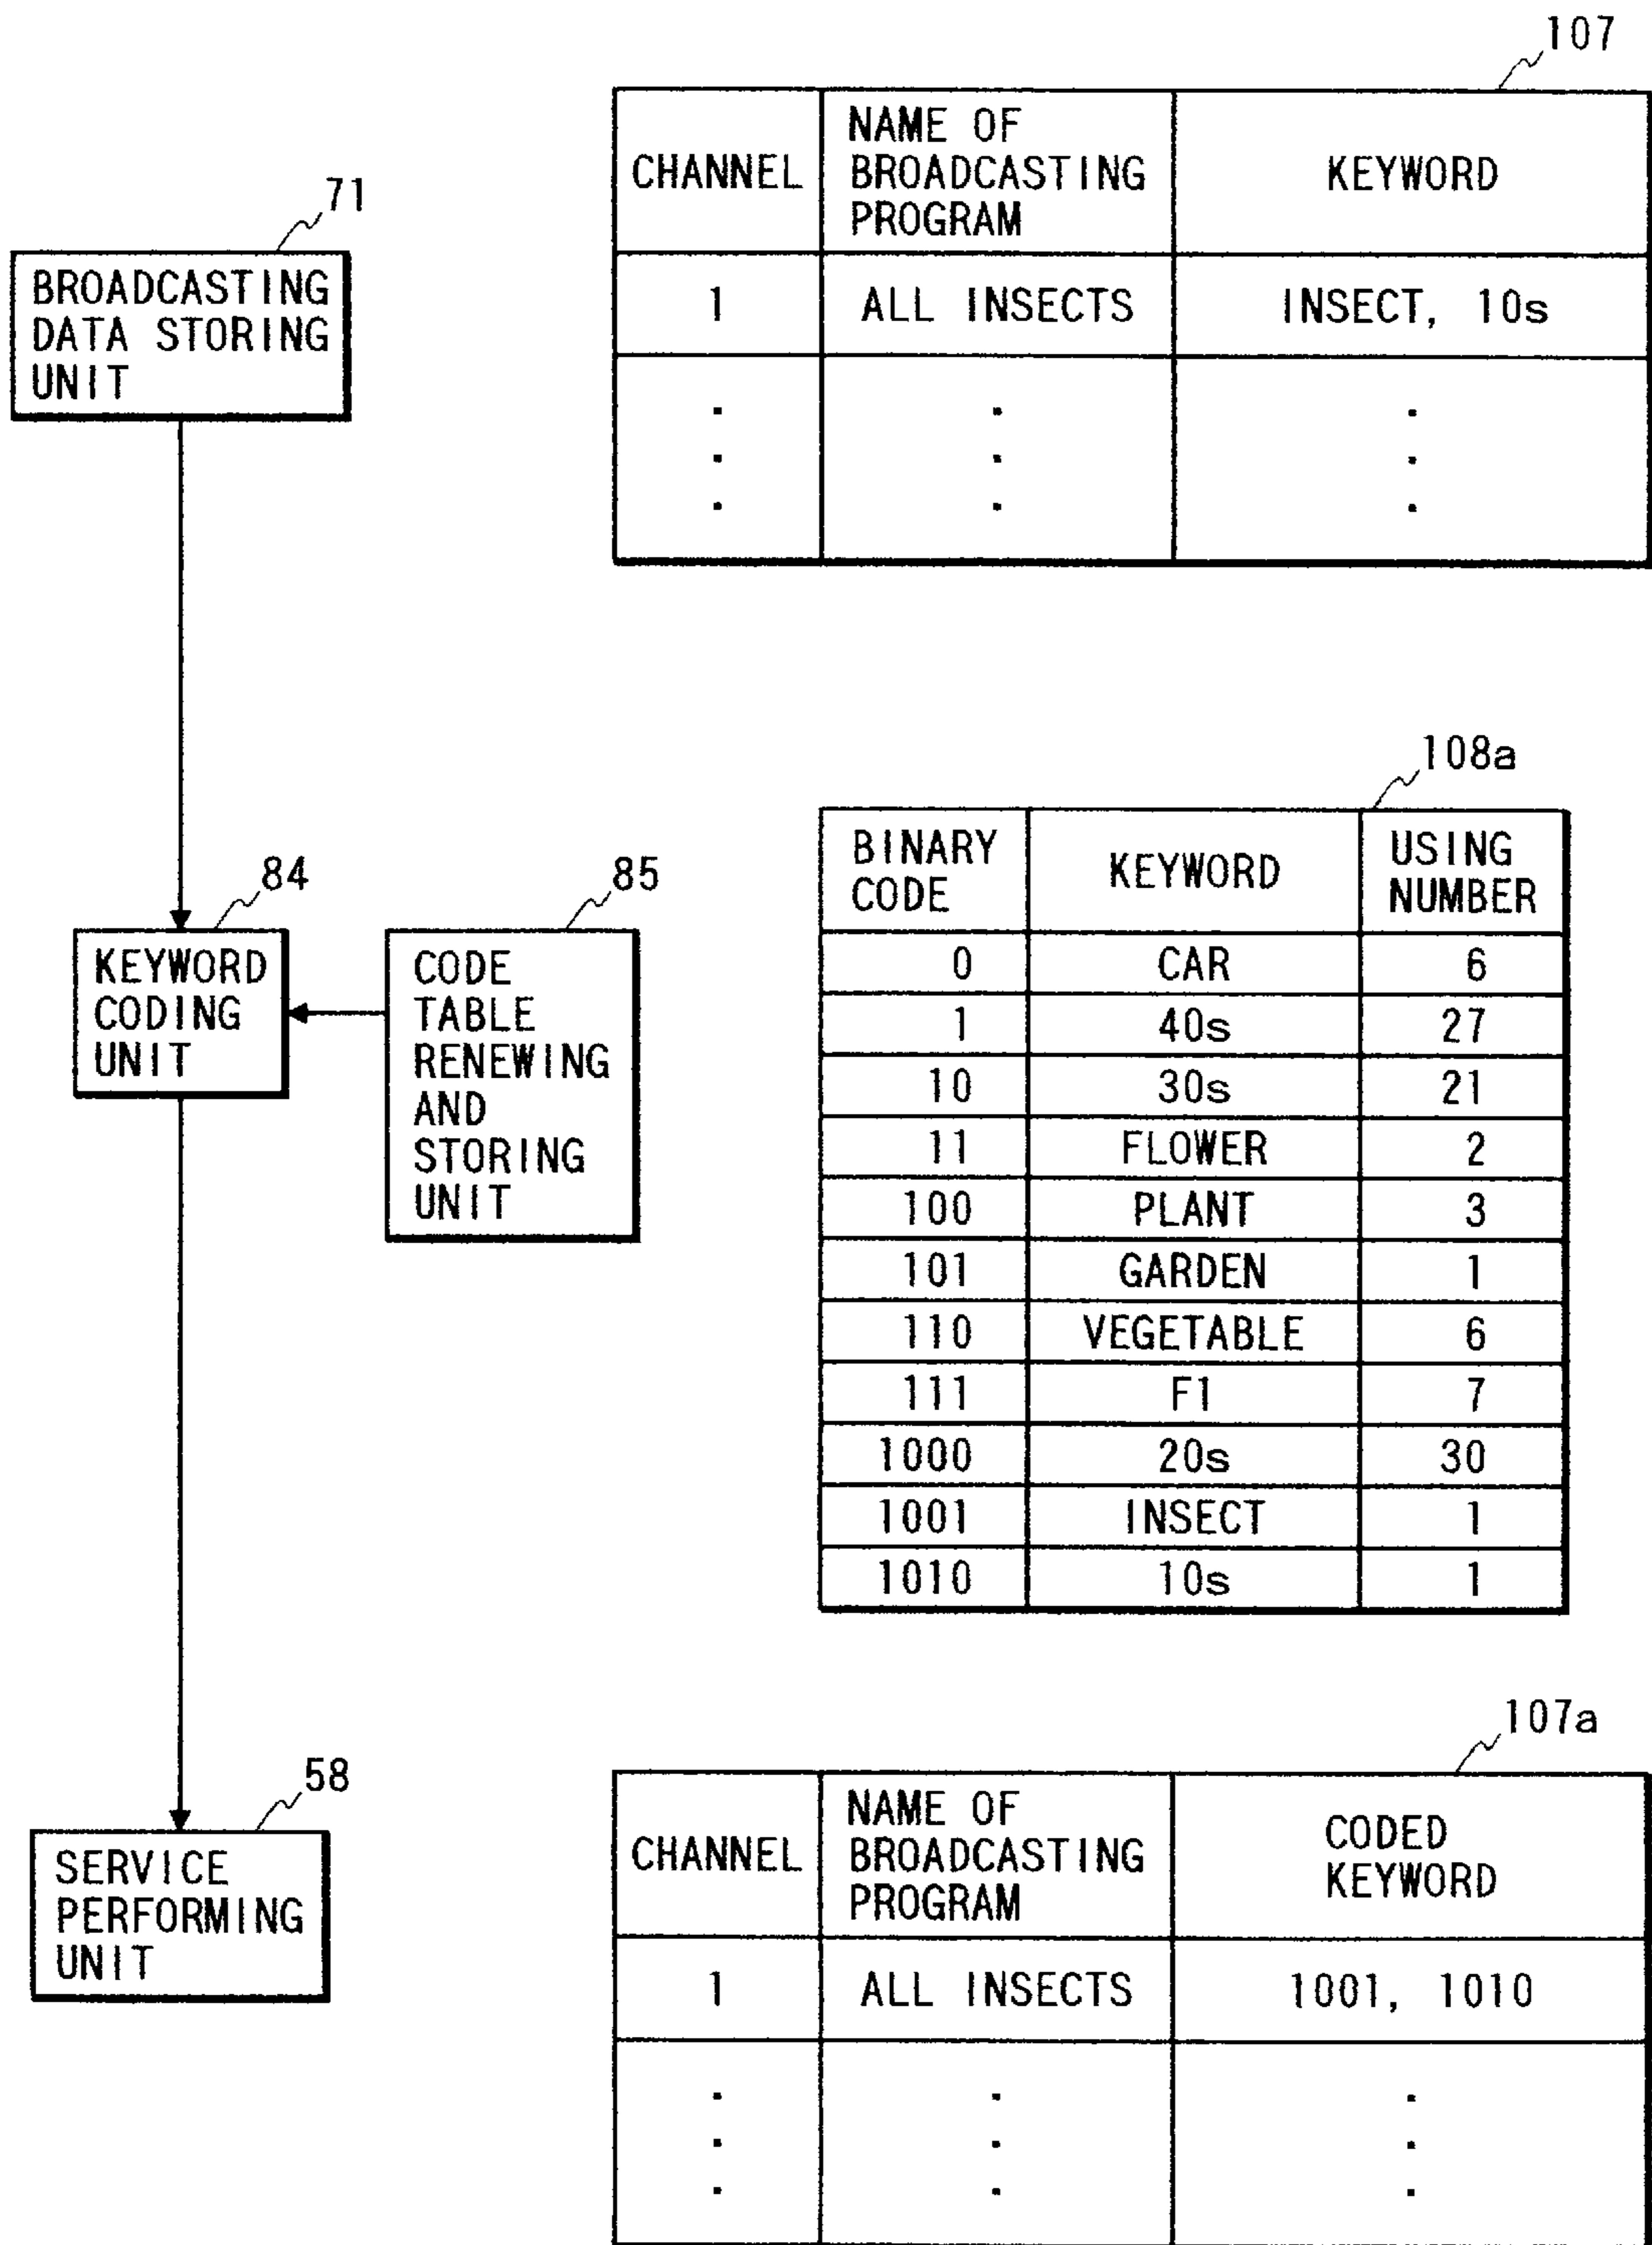 107
CHANNEL
NAME OF
BROADCASTING
PROGRAM
KEYWORD
1 ALL INSECTS INSECT, 10s
71
BROADCASTING
DATA STORING
UNIT
84
KEYWORD
CODING
UNIT
85
CODE
TABLE
RENEWING
AND
STORING
UNIT
108a
BINARY
CODE
KEYWORD
USING
NUMBER
0 CAR 6
1 40s 27
10 30s 21
11 FLOWER 2
100 PLANT 3
101 GARDEN 1
110 VEGETABLE 6
111 F1 7
1000 20s 30
1001 INSECT 1
1010 10s 1
58
SERVICE
PERFORMING
UNIT
107a
CHANNEL
NAME OF
BROADCASTING
PROGRAM
CODED
KEYWORD
1 ALL INSECTS 1001, 1010